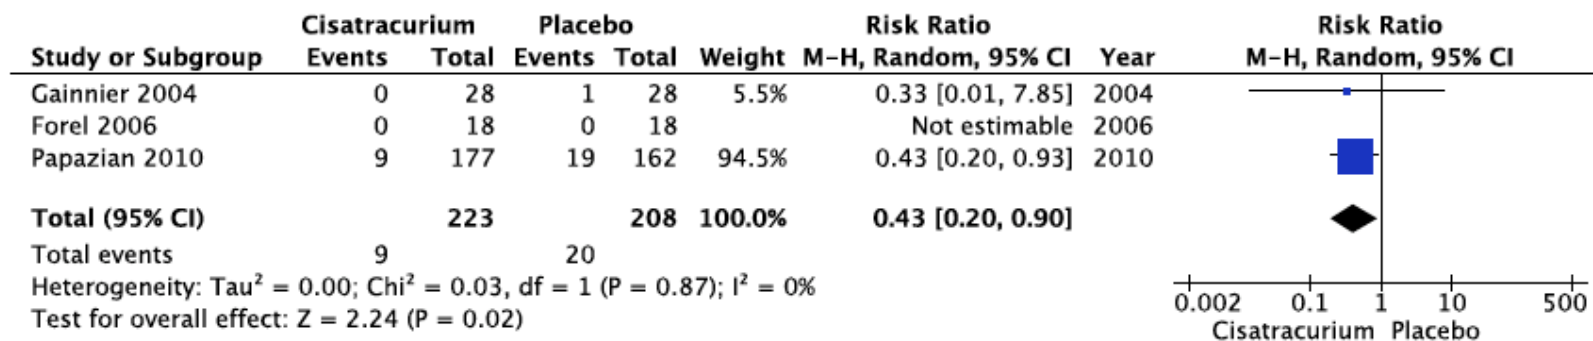 Cisatracurium Placebo Risk Ratio Risk Ratio
Study or Subgroup Events Total Events Total Weight M-H, Random, 95% CI Year M-H, Random, 95% CI
Gainnier 2004 0 28 1 28 5.5% 0.33 [0.01, 7.85] 2004
Forel 2006 0 18 0 18 Not estimable 2006
Papazian 2010 9 177 19 162 94.5% 0.43 [0.20, 0.93] 2010
Total (95% CI) 223 208 100.0% 0.43 [0.20, 0.90]
Total events 9 20
Heterogeneity: Tau² = 0.00; Chi² = 0.03, df = 1 (P = 0.87); I² = 0%
Test for overall effect: Z = 2.24 (P = 0.02)
0.002 0.1 1 10 500
Cisatracurium Placebo